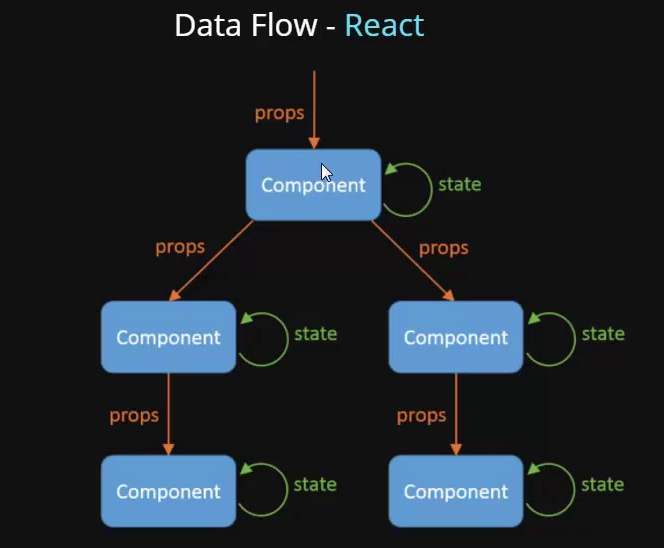 Data Flow - React
props
Component
state
props
props
Component
state
Component
state
props
props
Component
state
Component
state